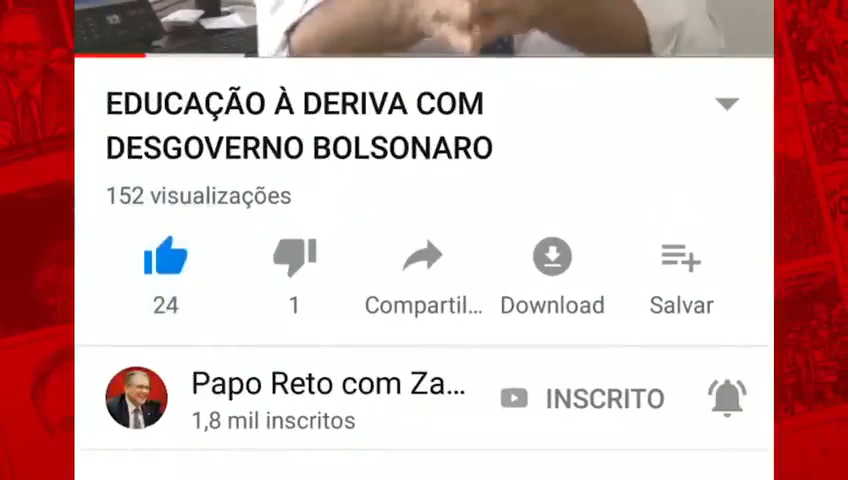 EDUCAÇÃO À DERIVA COM
DESGOVERNO BOLSONARO
152 visualizações
24
1
Compartil...
Download
Salvar
Papo Reto com Za...
INSCRITO
1,8 mil inscritos